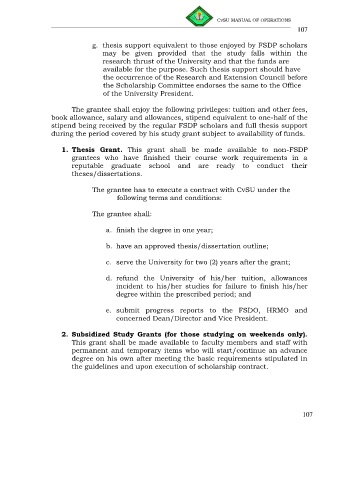 CvSU MANUAL OF OPERATIONS
107
g. thesis support equivalent to those enjoyed by FSDP scholars
may be given provided that the study falls within the
research thrust of the University and that the funds are
available for the purpose. Such thesis support should have
the occurrence of the Research and Extension Council before
the Scholarship Committee endorses the same to the Office
of the University President.
The grantee shall enjoy the following privileges: tuition and other fees,
book allowance, salary and allowances, stipend equivalent to one-half of the
stipend being received by the regular FSDP scholars and full thesis support
during the period covered by his study grant subject to availability of funds.
1. Thesis Grant. This grant shall be made available to non-FSDP
grantees who have finished their course work requirements in a
reputable graduate school and are ready to conduct their
theses/dissertations.
The grantee has to execute a contract with CvSU under the
following terms and conditions:
The grantee shall:
a. finish the degree in one year;
b. have an approved thesis/dissertation outline;
c. serve the University for two (2) years after the grant;
d. refund the University of his/her tuition, allowances
incident to his/her studies for failure to finish his/her
degree within the prescribed period; and
e. submit progress reports to the FSDO, HRMO and
concerned Dean/Director and Vice President.
2. Subsidized Study Grants (for those studying on weekends only).
This grant shall be made available to faculty members and staff with
permanent and temporary items who will start/continue an advance
degree on his own after meeting the basic requirements stipulated in
the guidelines and upon execution of scholarship contract.
107